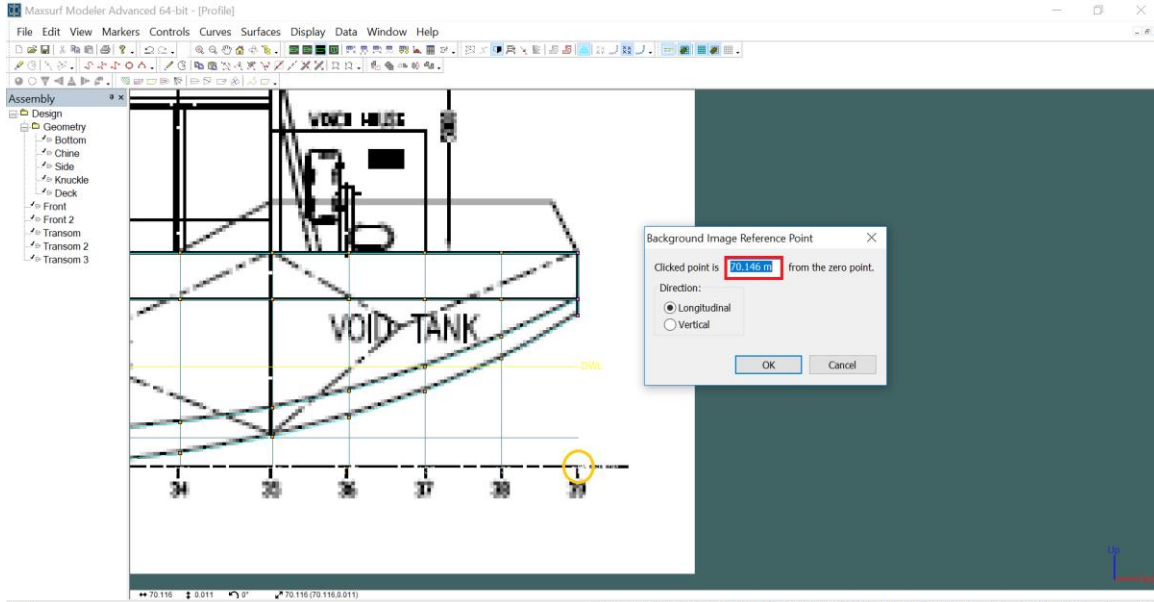 Maxsurf Modeler Advanced 64-bit - [Profile]
File Edit View Markers Controls Curves Surfaces Display Data Window Help
Assembly
Design
Geometry
Bottom
Chine
Side
Knuckle
Deck
Front
Front 2
Transom
Transom 2
Transom 3
HOUSE
VOID TANK
DWL
34 35 36 37 38 39
Background Image Reference Point
Clicked point is 70.146 m from the zero point.
Direction:
Longitudinal
Vertical
OK Cancel
Up
70.116 0.011 0° 70.116 (70.116,0.011)